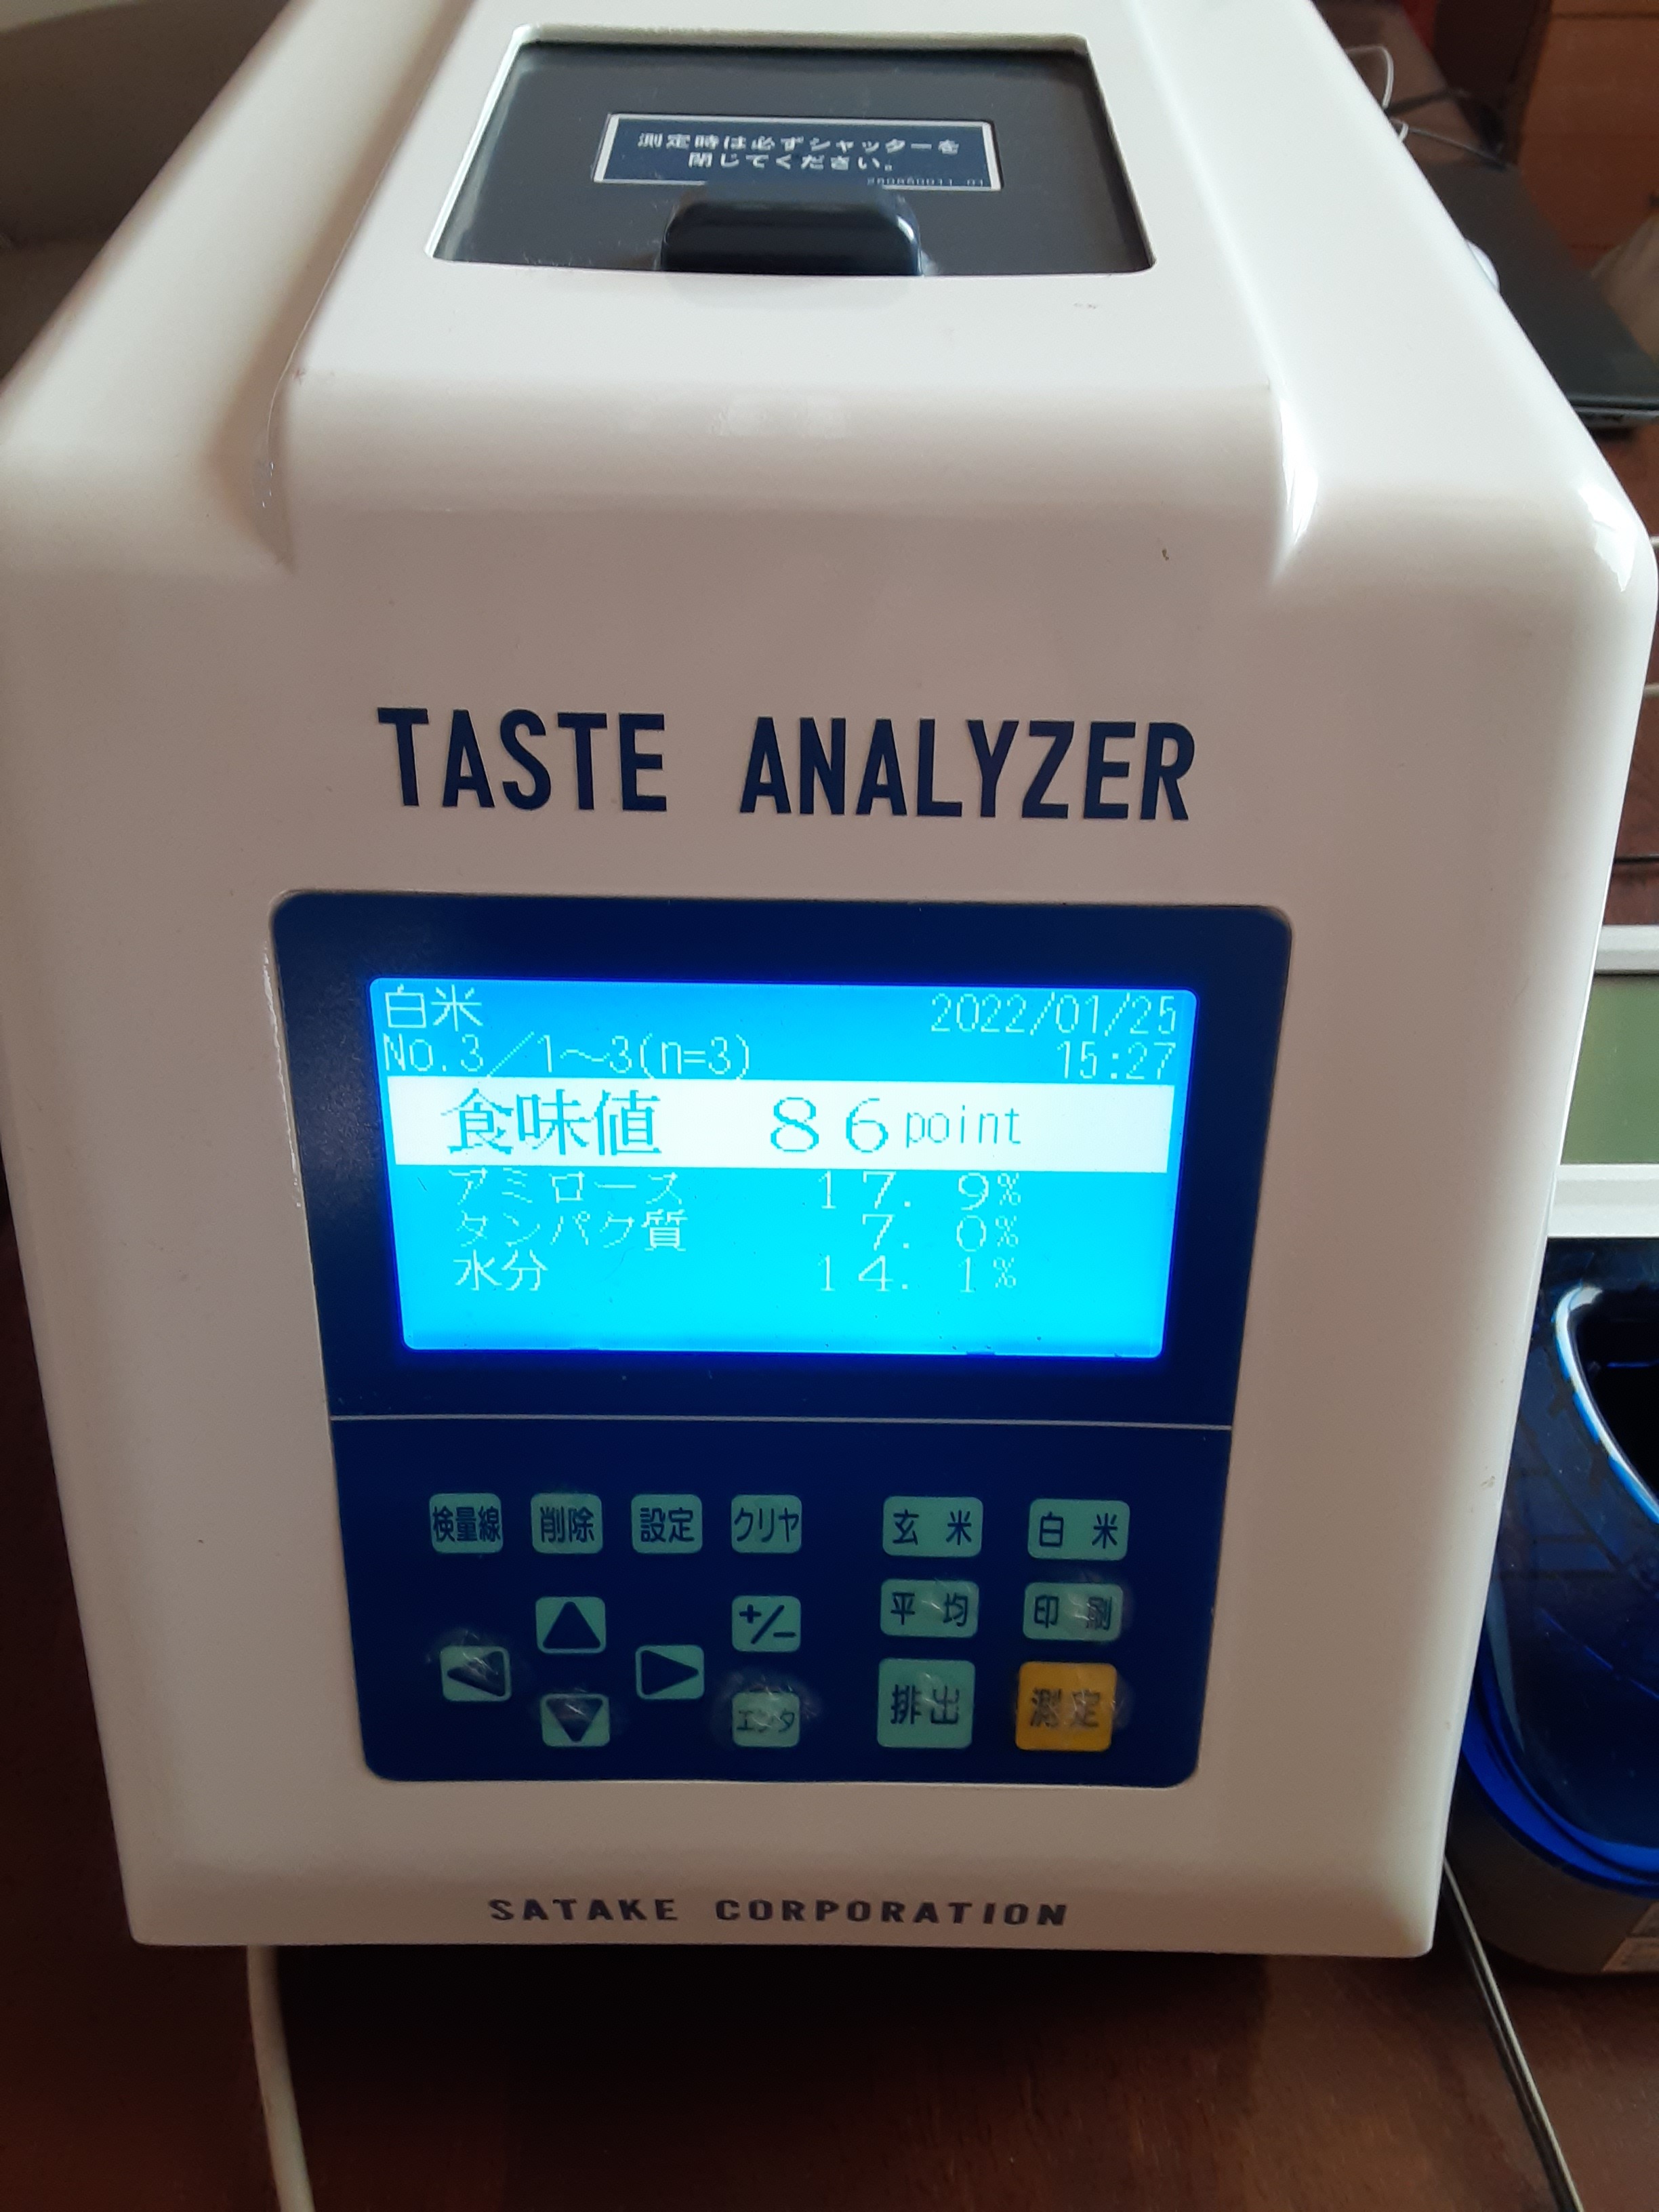 測定時は必ずシャッターを
閉じてください。
TASTE ANALYZER
白米 2022/01/25
No.3/1～3(n=3) 15:27
食味値 86point
アミロース 17.9%
タンパク質 7.0%
水分 14.1%
検量線 削除 設定 クリヤ 玄米 白米
+/- 平均 印刷
エンタ 排出 測定
SATAKE CORPORATION